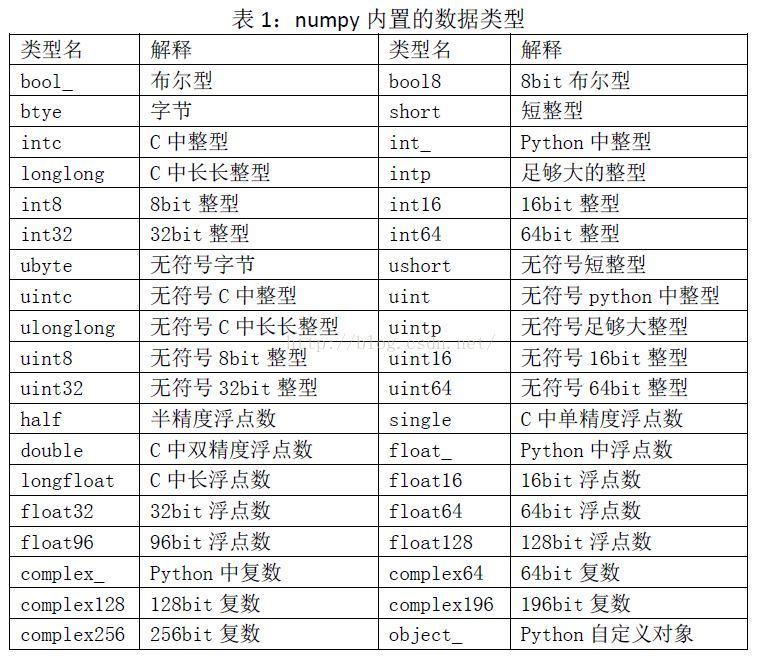 表 1：numpy 内置的数据类型
类型名 解释 类型名 解释
bool_ 布尔型 bool8 8bit 布尔型
btye 字节 short 短整型
intc C 中整型 int_ Python 中整型
longlong C 中长长整型 intp 足够大的整型
int8 8bit 整型 int16 16bit 整型
int32 32bit 整型 int64 64bit 整型
ubyte 无符号字节 ushort 无符号短整型
uintc 无符号 C 中整型 uint 无符号 python 中整型
ulonglong 无符号 C 中长长整型 uintp 无符号足够大整型
http://blog.csdn.net/
uint8 无符号 8bit 整型 uint16 无符号 16bit 整型
uint32 无符号 32bit 整型 uint64 无符号 64bit 整型
half 半精度浮点数 single C 中单精度浮点数
double C 中双精度浮点数 float_ Python 中浮点数
longfloat C 中长浮点数 float16 16bit 浮点数
float32 32bit 浮点数 float64 64bit 浮点数
float96 96bit 浮点数 float128 128bit 浮点数
complex_ Python 中复数 complex64 64bit 复数
complex128 128bit 复数 complex196 196bit 复数
complex256 256bit 复数 object_ Python 自定义对象